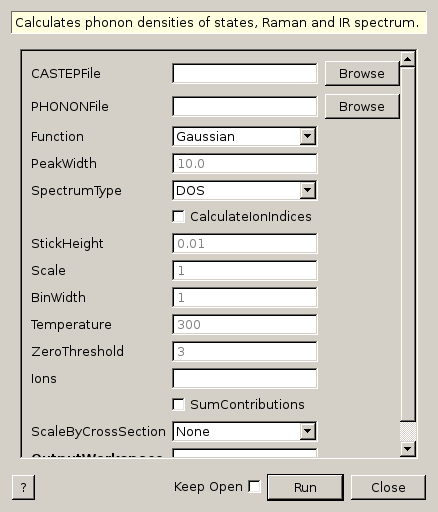 Calculates phonon densities of states, Raman and IR spectrum.
CASTEPFile Browse
PHONONFile Browse
Function Gaussian
PeakWidth 10.0
SpectrumType DOS
CalculateIonIndices
StickHeight 0.01
Scale 1
BinWidth 1
Temperature 300
ZeroThreshold 3
Ions
SumContributions
ScaleByCrossSection None
OutputWorkspace
? Keep Open Run Close